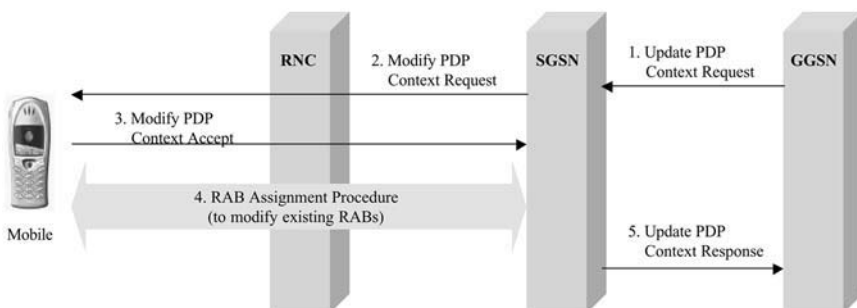 RNC
SGSN
GGSN
1. Update PDP
Context Request
2. Modify PDP
Context Request
3. Modify PDP
Context Accept
4. RAB Assignment Procedure
(to modify existing RABs)
Mobile
5. Update PDP
Context Response